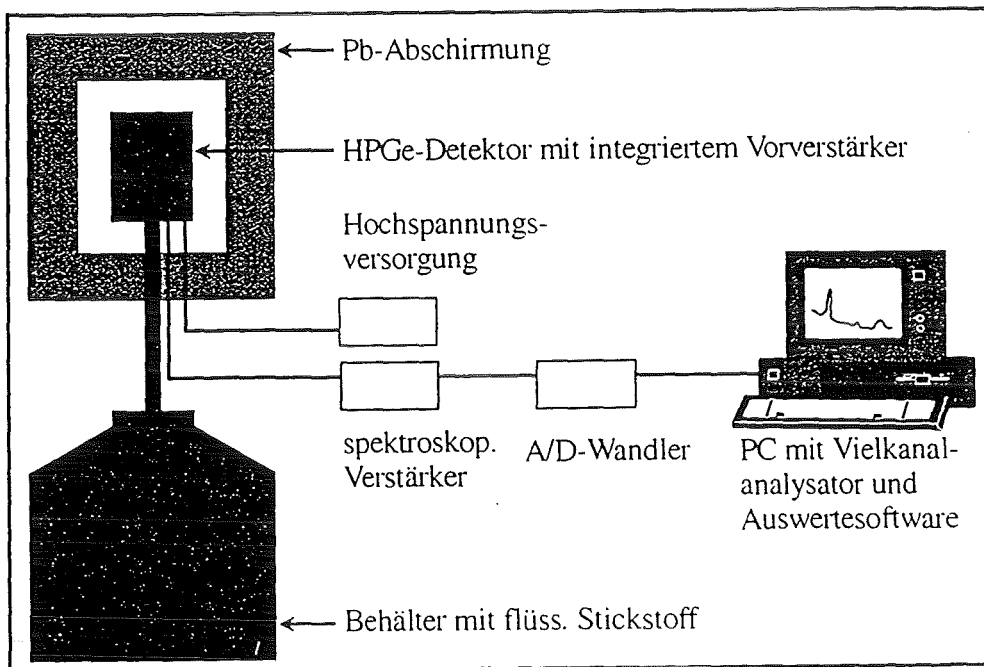 Pb-Abschirmung
HPGe-Detektor mit integriertem Vorverstärker
Hochspannungs-
versorgung
spektroskop.
Verstärker
A/D-Wandler
PC mit Vielkanal-
analysator und
Auswertesoftware
Behälter mit flüss. Stickstoff